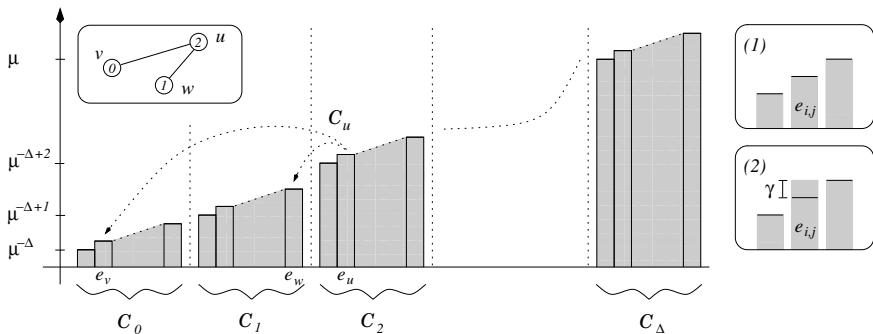 μ
μ^{-Δ+2}
μ^{-Δ+1}
μ^{-Δ}
v
0
2
u
1
w
C_u
e_v
e_w
e_u
C_0
C_1
C_2
C_Δ
(1)
e_{i,j}
(2)
γ
e_{i,j}